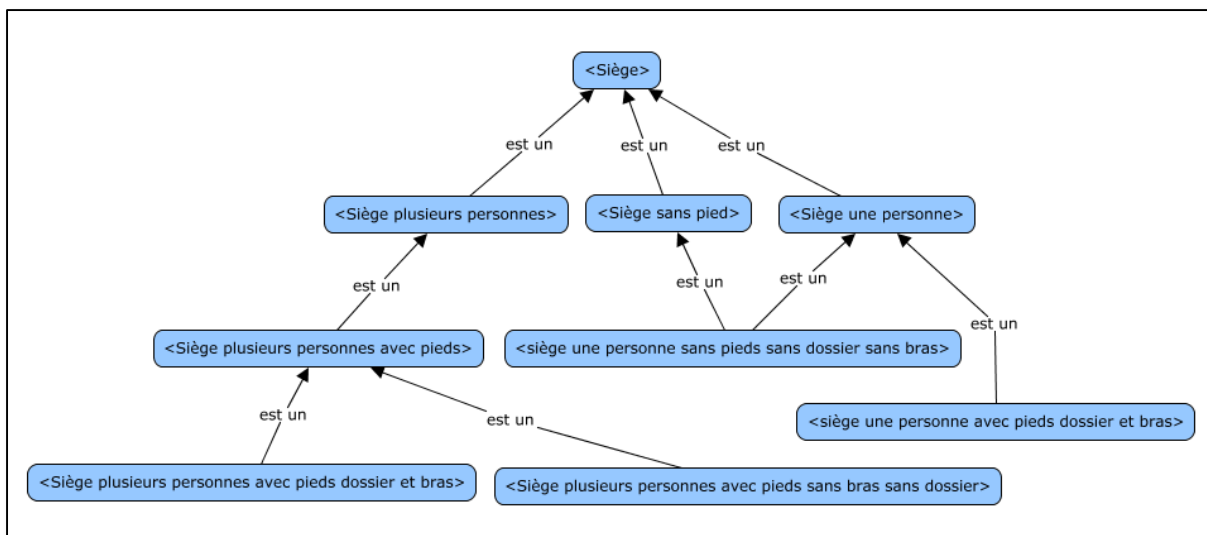 <Siège>
est un
est un
est un
<Siège plusieurs personnes>
<Siège sans pied>
<Siège une personne>
est un
est un
est un
est un
<Siège plusieurs personnes avec pieds>
<siège une personne sans pieds sans dossier sans bras>
est un
est un
<siège une personne avec pieds dossier et bras>
<Siège plusieurs personnes avec pieds dossier et bras>
<Siège plusieurs personnes avec pieds sans bras sans dossier>